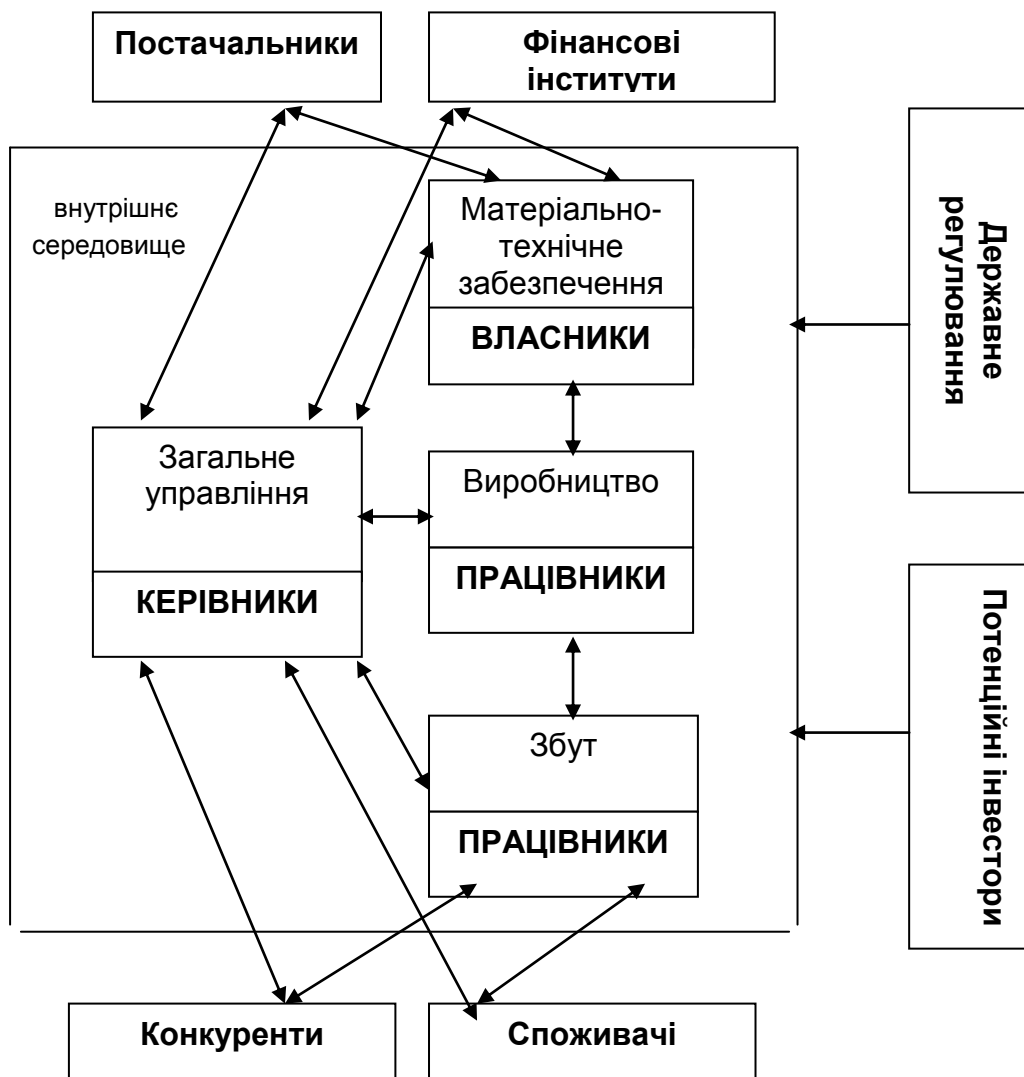 Постачальники
Фінансові
інститути
внутрішнє
середовище
Матеріально-
технічне
забезпечення
ВЛАСНИКИ
Державне
регулювання
Загальне
управління
КЕРІВНИКИ
Виробництво
ПРАЦІВНИКИ
Потенційні інвестори
Збут
ПРАЦІВНИКИ
Конкуренти
Споживачі